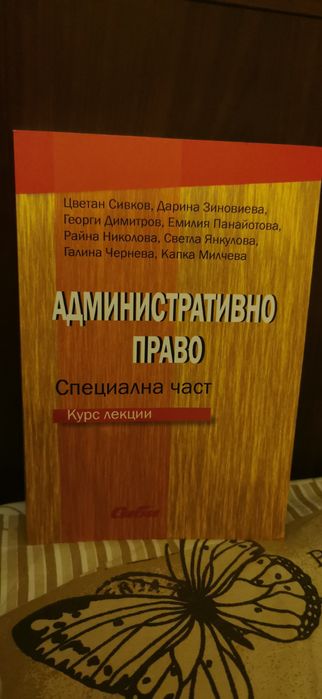 Цветан Сивков, Дарина Зиновиева,
Георги Димитров, Емилия Панайотова,
Райна Николова, Светла Янкулова,
Галина Чернева, Капка Милчева
АДМИНИСТРАТИВНО
ПРАВО
Специална част
Курс лекции
Сиби